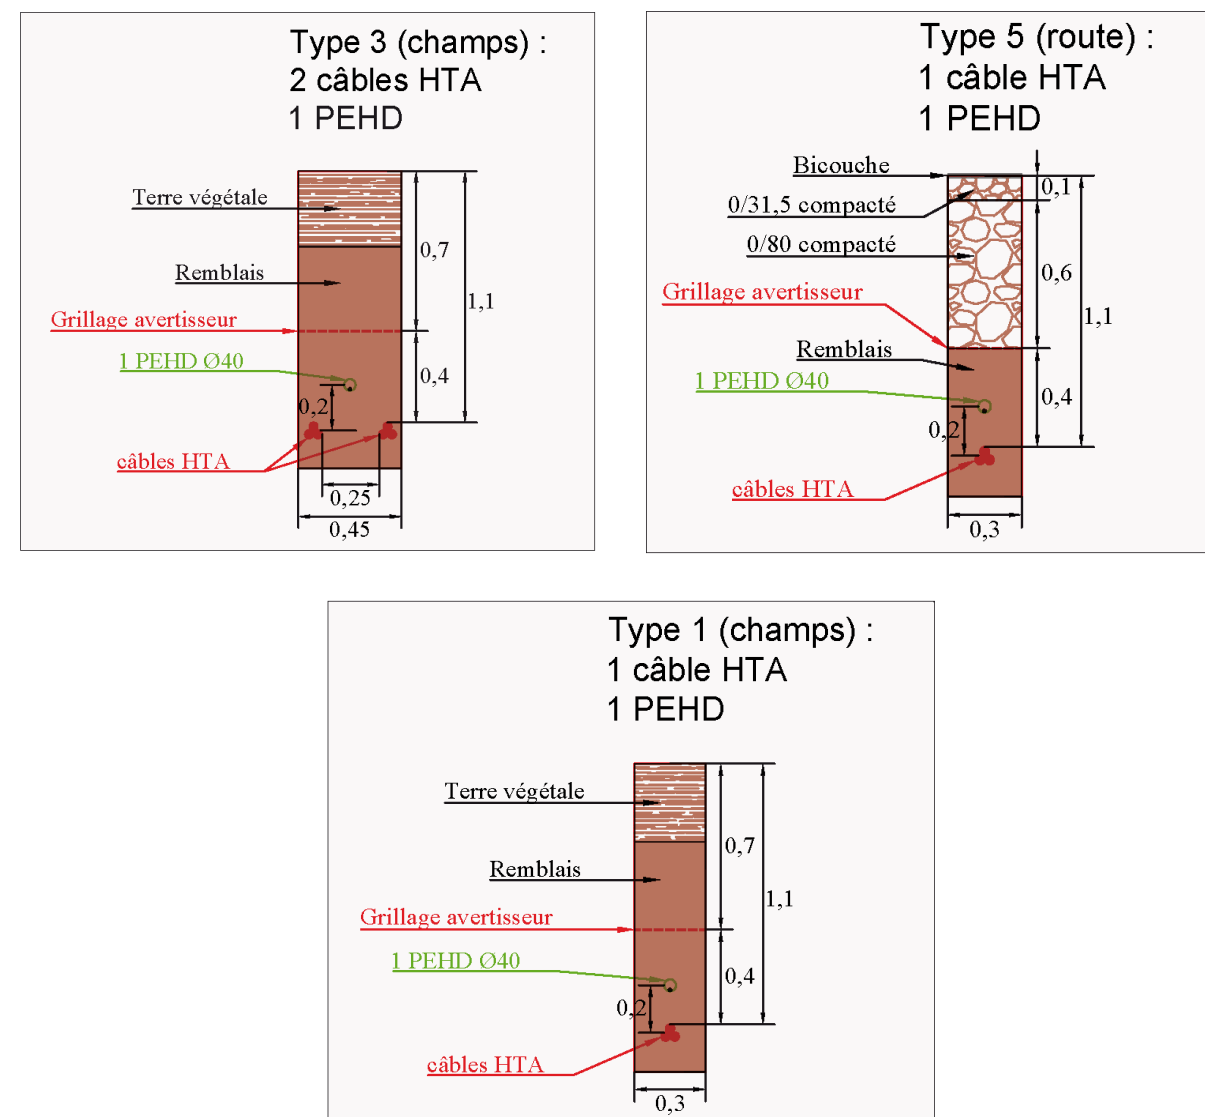 Type 3 (champs) :
2 câbles HTA
1 PEHD
Terre végétale
0,7
Remblais
1,1
Grillage avertisseur
1 PEHD Ø40
0,4
0,2
câbles HTA
0,25
0,45
Type 5 (route) :
1 câble HTA
1 PEHD
Bicouche
0,1
0/31,5 compacté
0/80 compacté
0,6
Grillage avertisseur
1,1
Remblais
1 PEHD Ø40
0,4
0,2
câbles HTA
0,3
Type 1 (champs) :
1 câble HTA
1 PEHD
Terre végétale
0,7
Remblais
1,1
Grillage avertisseur
1 PEHD Ø40
0,4
0,2
câbles HTA
0,3